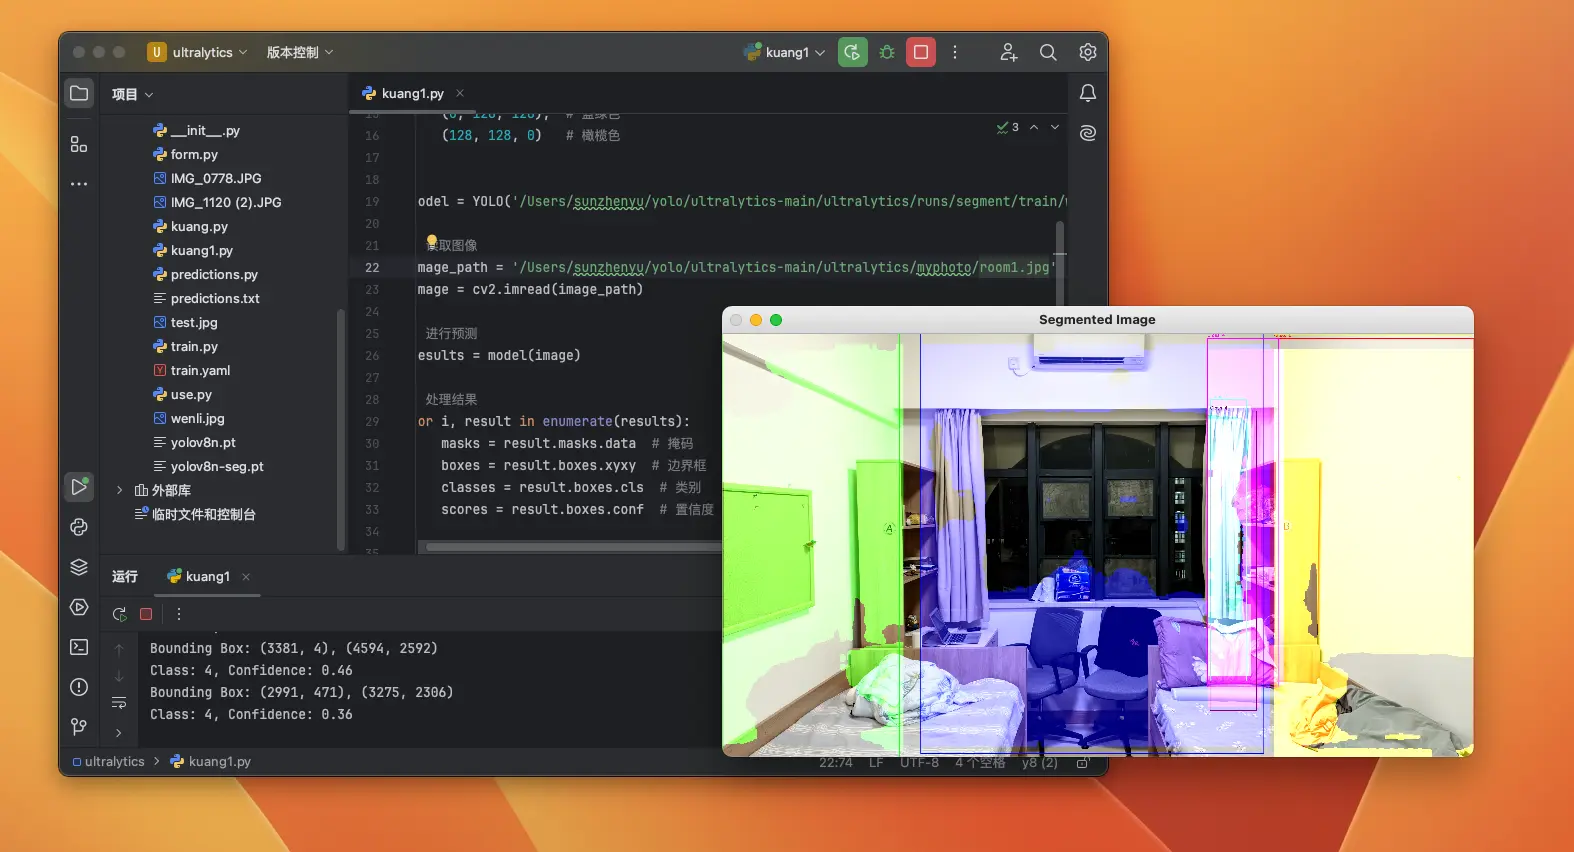 U ultralytics 版本控制 kuang1
项目
kuang1.py
__init__.py
form.py
IMG_0778.JPG
IMG_1120 (2).JPG
kuang.py
kuang1.py
predictions.py
predictions.txt
test.jpg
train.py
train.yaml
use.py
wenli.jpg
yolov8n.pt
yolov8n-seg.pt
外部库
临时文件和控制台
3
15 (0, 128, 128), # 蓝绿色
16 (128, 128, 0) # 橄榄色
17
18
19 odel = YOLO('/Users/sunzhenyu/yolo/ultralytics-main/ultralytics/runs/segment/train/
20
21 读取图像
22 mage_path = '/Users/sunzhenyu/yolo/ultralytics-main/ultralytics/myphoto/room1.jpg'
23 mage = cv2.imread(image_path)
24
25 进行预测
26 esults = model(image)
27
28 处理结果
29 or i, result in enumerate(results):
30 masks = result.masks.data # 掩码
31 boxes = result.boxes.xyxy # 边界框
32 classes = result.boxes.cls # 类别
33 scores = result.boxes.conf # 置信度
34
35
Segmented Image
A
B
运行 kuang1
Bounding Box: (3381, 4), (4594, 2592)
Class: 4, Confidence: 0.46
Bounding Box: (2991, 471), (3275, 2306)
Class: 4, Confidence: 0.36
ultralytics > kuang1.py
22:74 LF UTF-8 4 个空格 y8 (2)